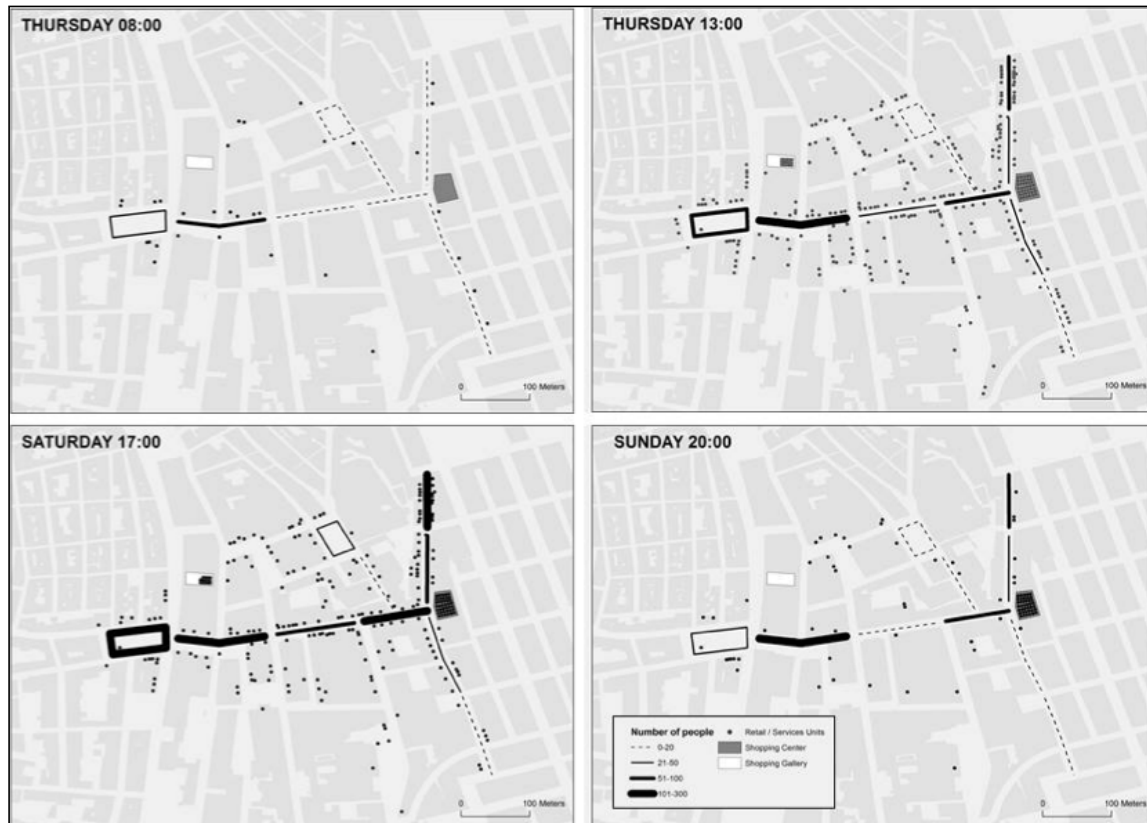 THURSDAY 08:00
0
100 Meters
THURSDAY 13:00
0
100 Meters
SATURDAY 17:00
0
100 Meters
SUNDAY 20:00
Number of people
0-20
21-50
51-100
101-300
Retail / Services Units
Shopping Center
Shopping Gallery
0
100 Meters